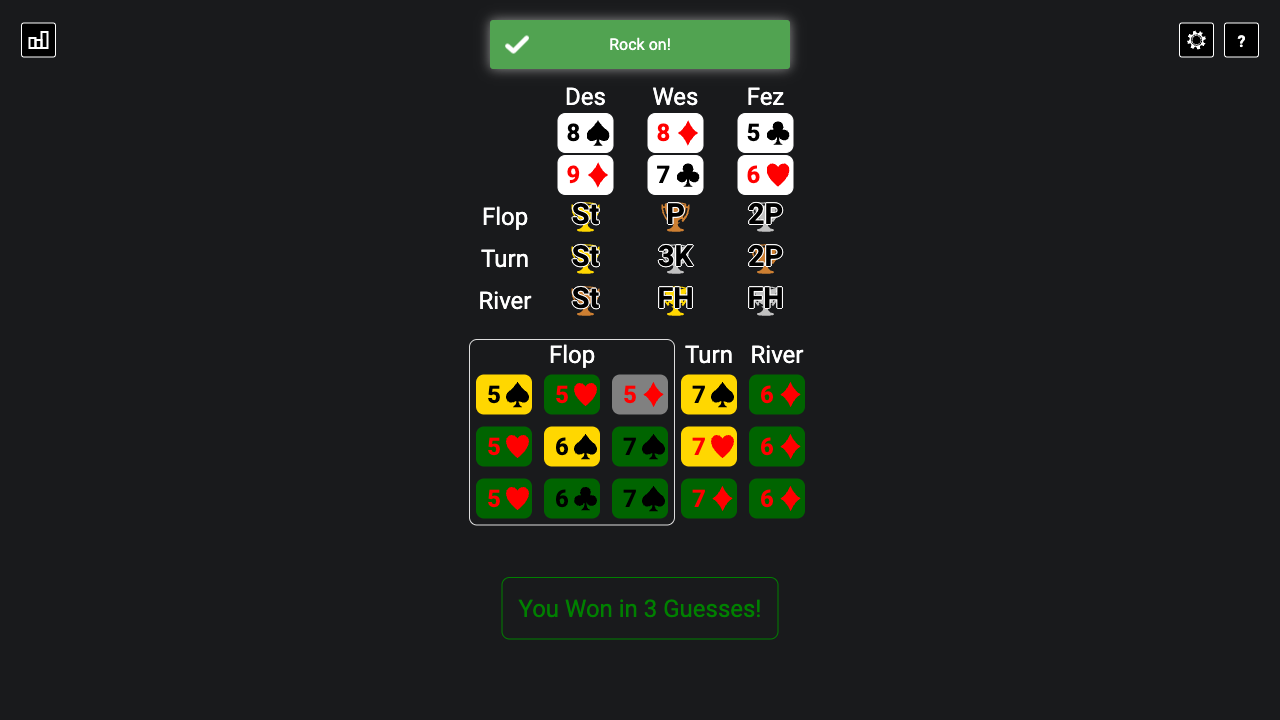 Rock on!
?
Des Wes Fez
8♠ 8♦ 5♣
9♦ 7♣ 6♥
Flop St P 2P
Turn St 3K 2P
River St FH FH
Flop Turn River
5♠ 5♥ 5♦ 7♠ 6♦
5♥ 6♠ 7♠ 7♥ 6♦
5♥ 6♣ 7♠ 7♦ 6♦
You Won in 3 Guesses!